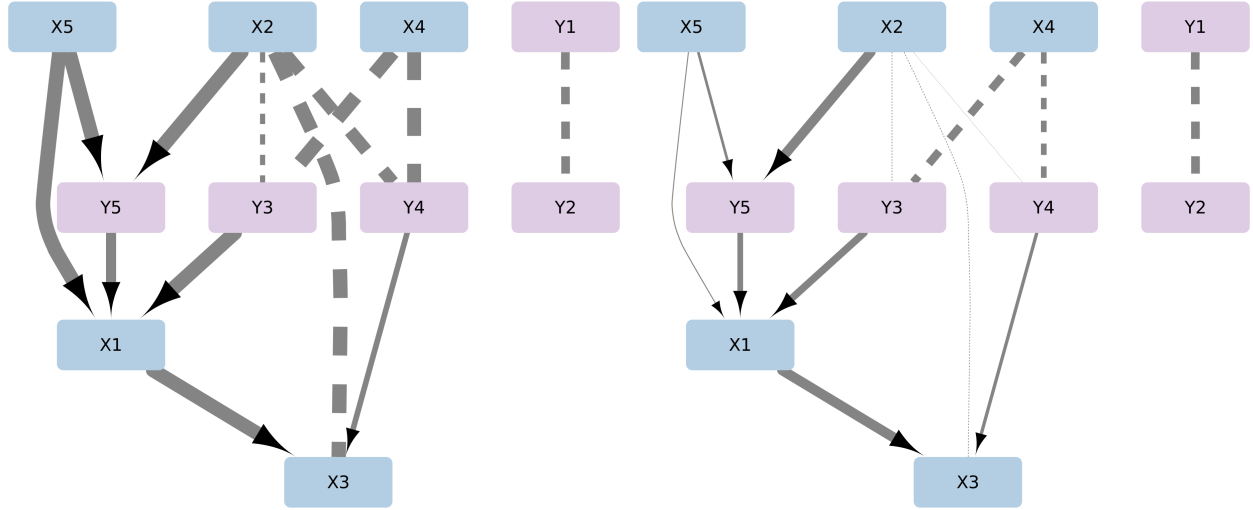 X5 X2 X4 Y1 X5 X2 X4 Y1
Y5 Y3 Y4 Y2 Y5 Y3 Y4 Y2
X1 X1
X3 X3